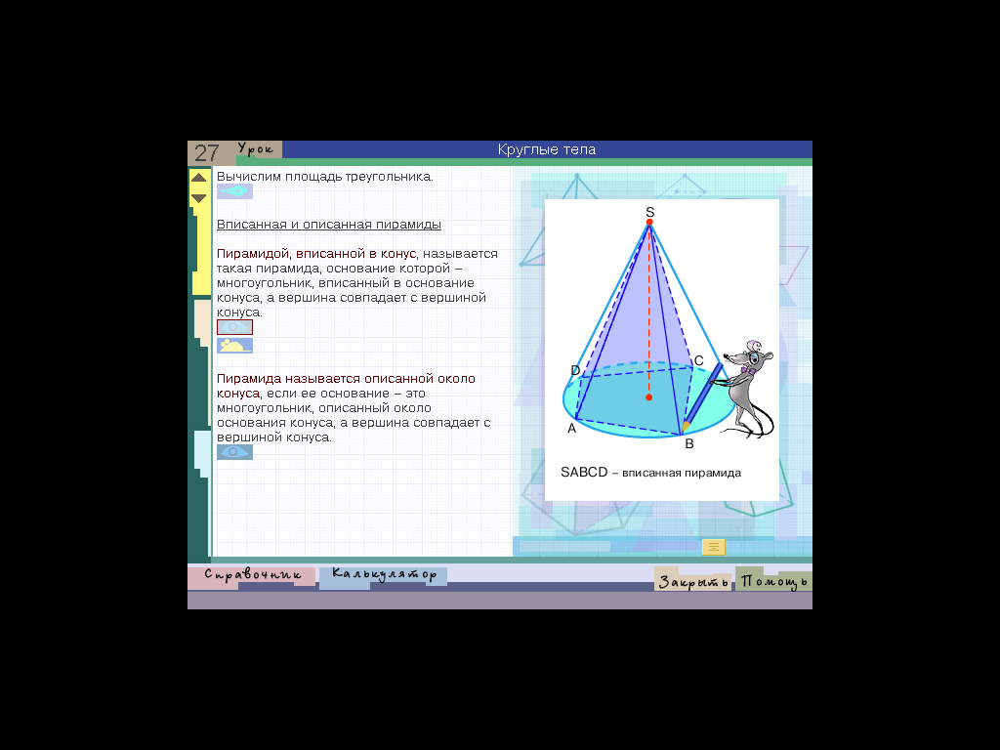 27 Урок
Круглые тела
Вычислим площадь треугольника.
Вписанная и описанная пирамиды
Пирамидой, вписанной в конус, называется
такая пирамида, основание которой –
многоугольник, вписанный в основание
конуса, а вершина совпадает с вершиной
конуса.
Пирамида называется описанной около
конуса, если ее основание – это
многоугольник, описанный около
основания конуса, а вершина совпадает с
вершиной конуса.
S
D
C
A
B
SABCD – вписанная пирамида
Справочник
Калькулятор
Закрыть
Помощь